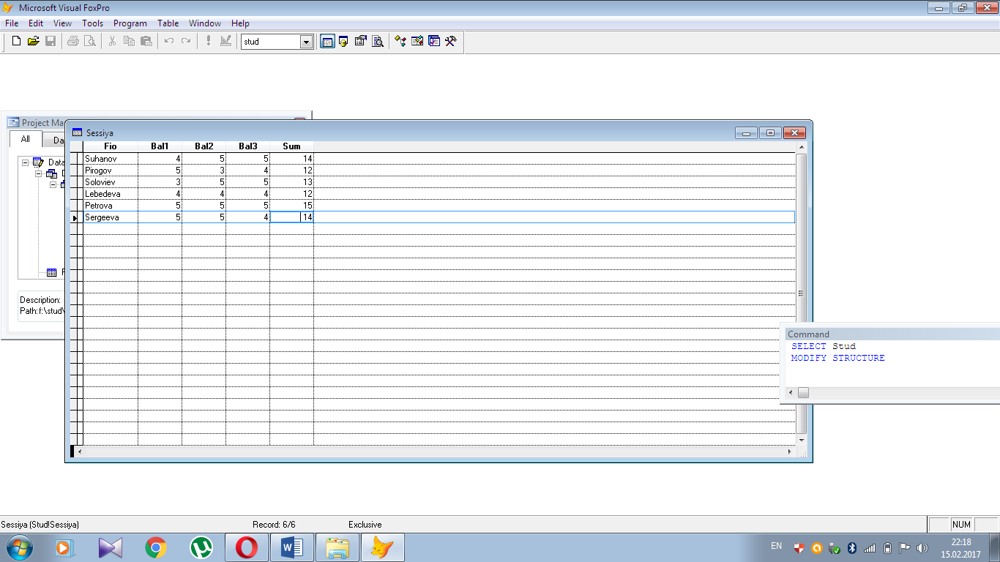 Microsoft Visual FoxPro
File Edit View Tools Program Table Window Help
stud
Project Ma
All Da
Data
Description:
Path: f:\stud\
Sessiya
Fio Bal1 Bal2 Bal3 Sum
Suhanov 4 5 5 14
Pirogov 5 3 4 12
Soloviev 3 5 5 13
Lebedeva 4 4 4 12
Petrova 5 5 5 15
Sergeeva 5 5 4 14
Command
SELECT Stud
MODIFY STRUCTURE
Sessiya (Stud!Sessiya) Record: 6/6 Exclusive NUM
EN
22:18
15.02.2017